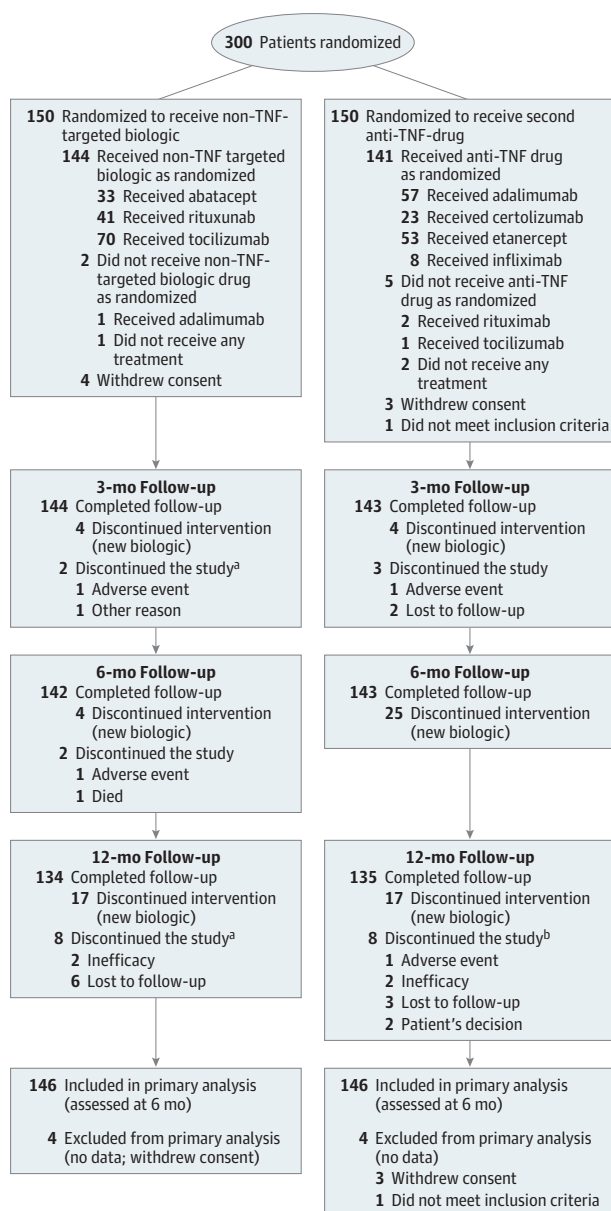 300 Patients randomized
150 Randomized to receive non-TNF-
targeted biologic
144 Received non-TNF targeted
biologic as randomized
33 Received abatacept
41 Received rituxunab
70 Received tocilizumab
2 Did not receive non-TNF-
targeted biologic drug
as randomized
1 Received adalimumab
1 Did not receive any
treatment
4 Withdrew consent
150 Randomized to receive second
anti-TNF-drug
141 Received anti-TNF drug
as randomized
57 Received adalimumab
23 Received certolizumab
53 Received etanercept
8 Received infliximab
5 Did not receive anti-TNF
drug as randomized
2 Received rituximab
1 Received tocilizumab
2 Did not receive any
treatment
3 Withdrew consent
1 Did not meet inclusion criteria
3-mo Follow-up
144 Completed follow-up
4 Discontinued intervention
(new biologic)
2 Discontinued the studya
1 Adverse event
1 Other reason
3-mo Follow-up
143 Completed follow-up
4 Discontinued intervention
(new biologic)
3 Discontinued the study
1 Adverse event
2 Lost to follow-up
6-mo Follow-up
142 Completed follow-up
4 Discontinued intervention
(new biologic)
2 Discontinued the study
1 Adverse event
1 Died
6-mo Follow-up
143 Completed follow-up
25 Discontinued intervention
(new biologic)
12-mo Follow-up
134 Completed follow-up
17 Discontinued intervention
(new biologic)
8 Discontinued the studya
2 Inefficacy
6 Lost to follow-up
12-mo Follow-up
135 Completed follow-up
17 Discontinued intervention
(new biologic)
8 Discontinued the studyb
1 Adverse event
2 Inefficacy
3 Lost to follow-up
2 Patient's decision
146 Included in primary analysis
(assessed at 6 mo)
4 Excluded from primary analysis
(no data; withdrew consent)
146 Included in primary analysis
(assessed at 6 mo)
4 Excluded from primary analysis
(no data)
3 Withdrew consent
1 Did not meet inclusion criteria